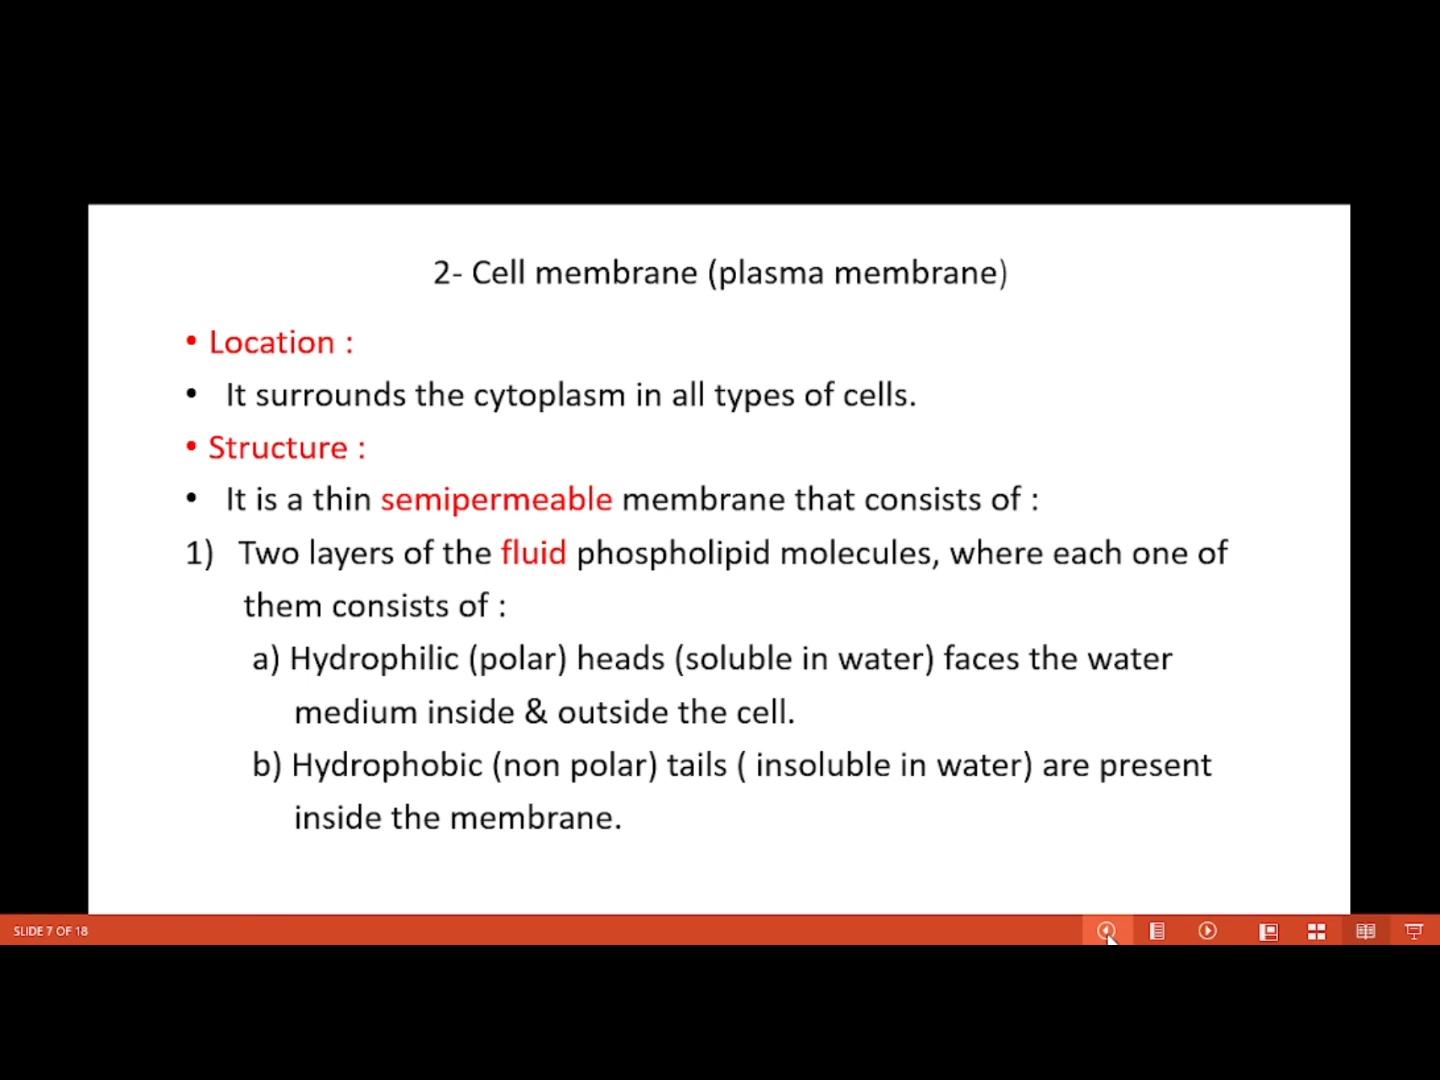 2- Cell membrane (plasma membrane)
• Location :
• It surrounds the cytoplasm in all types of cells.
• Structure :
• It is a thin semipermeable membrane that consists of :
1) Two layers of the fluid phospholipid molecules, where each one of
them consists of :
a) Hydrophilic (polar) heads (soluble in water) faces the water
medium inside & outside the cell.
b) Hydrophobic (non polar) tails ( insoluble in water) are present
inside the membrane.
SLIDE 7 OF 18